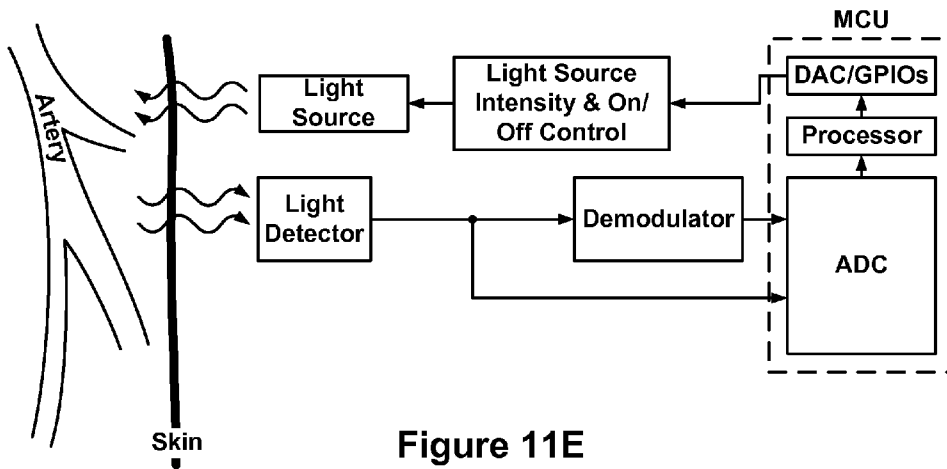 MCU
Artery
Light
Source
Light Source
Intensity & On/
Off Control
DAC/GPIOs
Processor
Light
Detector
Demodulator
ADC
Skin
Figure 11E